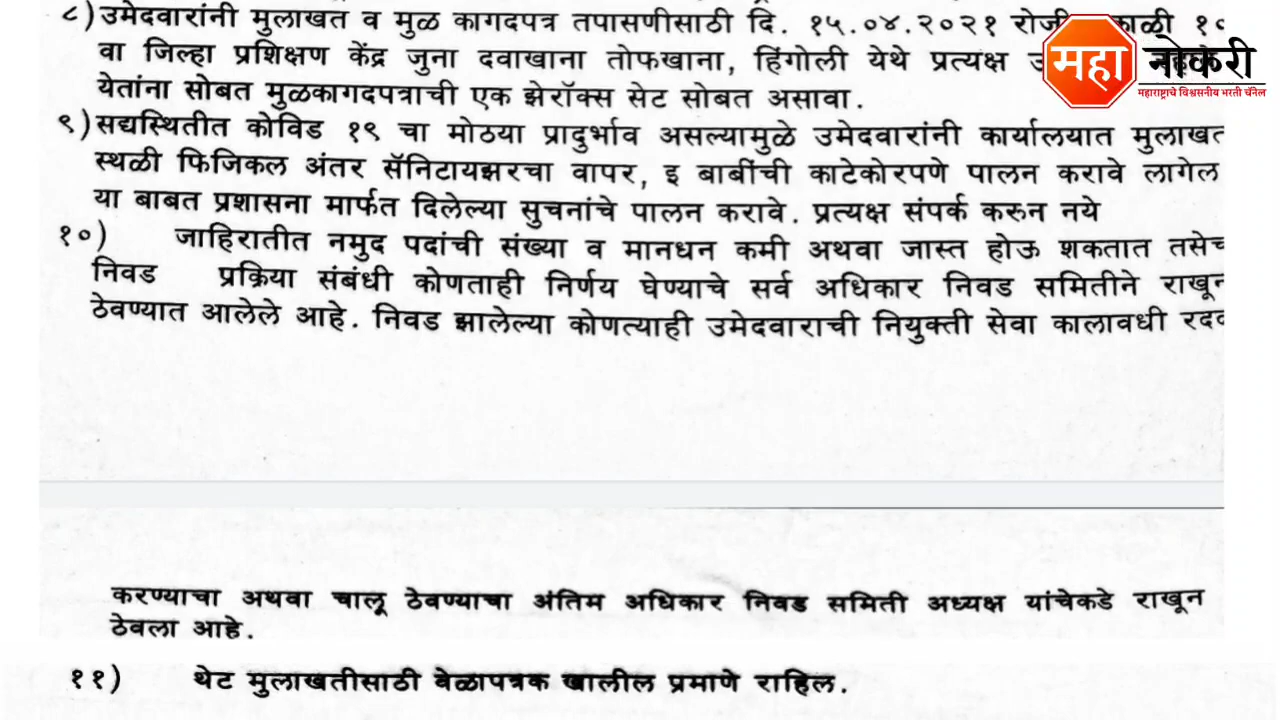 ८) उमेदवारांनी मुलाखत व मुळ कागदपत्र तपासणीसाठी दि. १५.०४.२०२१ रोजी
वा जिल्हा प्रशिक्षण केंद्र जुना दवाखाना तोफखाना, हिंगोली येथे प्रत्यक्ष
येतांना सोबत मुळकागदपत्राची एक झेरॉक्स सेट सोबत असावा.
९) सद्यस्थितीत कोविड १९ चा मोठया प्रादुर्भाव असल्यामुळे उमेदवारांनी कार्यालयात मुलाखत
स्थळी फिजिकल अंतर सॅनिटायझरचा वापर, इ बाबींची काटेकोरपणे पालन करावे लागेल
या बाबत प्रशासना मार्फत दिलेल्या सुचनांचे पालन करावे. प्रत्यक्ष संपर्क करुन नये
१०) जाहिरातीत नमुद पदांची संख्या व मानधन कमी अथवा जास्त होऊ शकतात तसेच
निवड प्रक्रिया संबंधी कोणताही निर्णय घेण्याचे सर्व अधिकार निवड समितीने राखून
ठेवण्यात आलेले आहे. निवड झालेल्या कोणत्याही उमेदवाराची नियुक्ती सेवा कालावधी
करण्याचा अथवा चालू ठेवण्याचा अंतिम अधिकार निवड समिती अध्यक्ष यांचेकडे राखून
ठेवला आहे.
११) थेट मुलाखतीसाठी वेळापत्रक खालील प्रमाणे राहिल.
महा नोकरी
महाराष्ट्राचे विश्वसनीय भरती चॅनेल